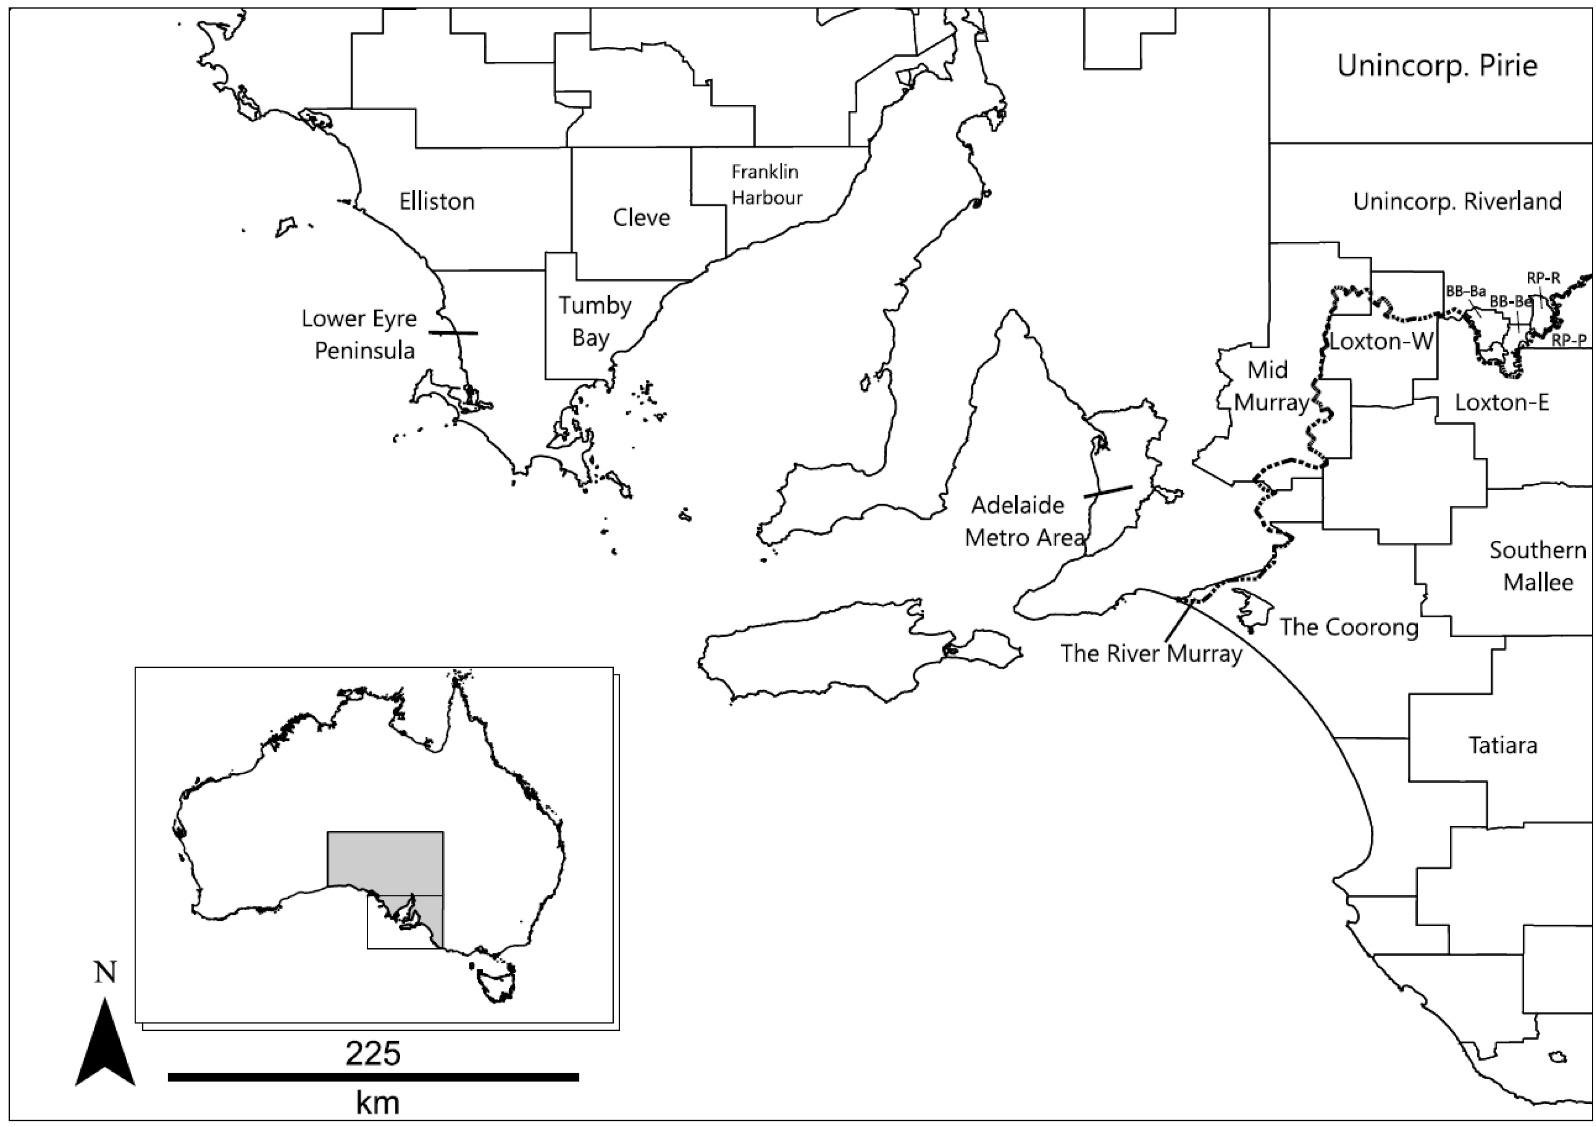 Unincorp. Pirie
Franklin
Harbour
Elliston
Cleve
Unincorp. Riverland
RP-R
BB-Ba
BB-Be
RP-P
Tumby
Bay
Lower Eyre
Peninsula
Loxton-W
Mid
Murray
Loxton-E
Adelaide
Metro Area
Southern
Mallee
The Coorong
The River Murray
Tatiara
N
225
km